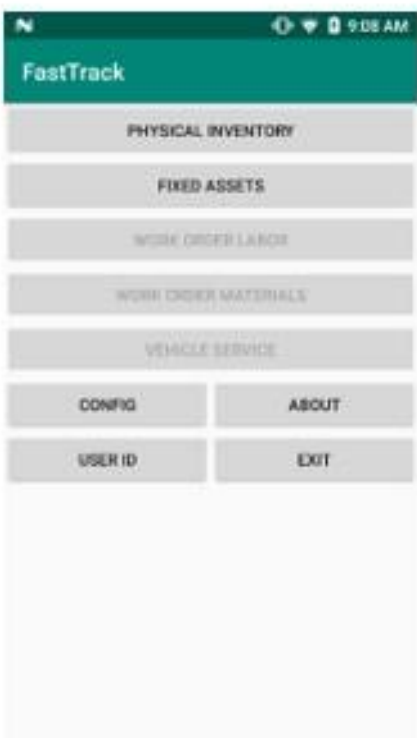 9:08 AM
FastTrack
PHYSICAL INVENTORY
FIXED ASSETS
WORK ORDER LABOR
WORK ORDER MATERIALS
VEHICLE SERVICE
CONFIG ABOUT
USER ID EXIT